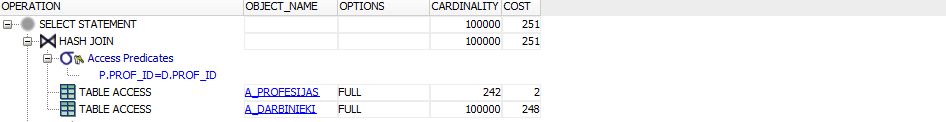 OPERATION OBJECT_NAME OPTIONS CARDINALITY COST
SELECT STATEMENT 100000 251
HASH JOIN 100000 251
Access Predicates
P.PROF_ID=D.PROF_ID
TABLE ACCESS A_PROFESIJAS FULL 242 2
TABLE ACCESS A_DARBINIEKI FULL 100000 248